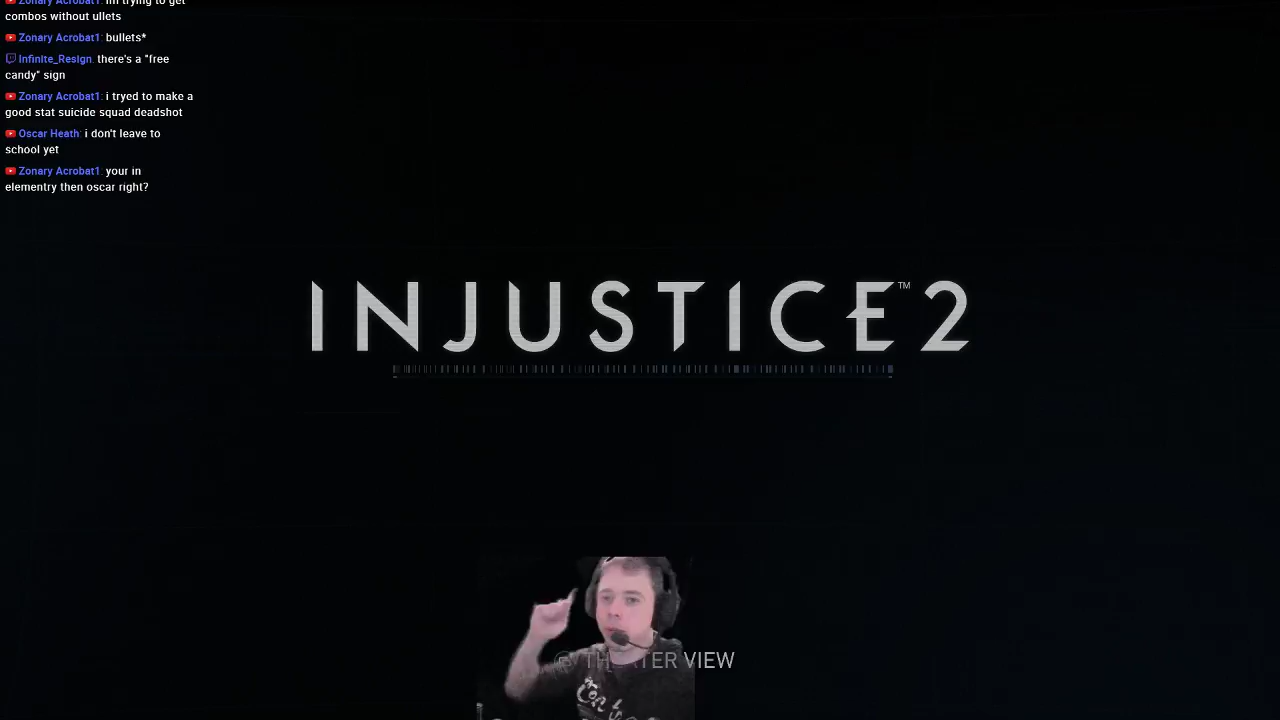 Zonary Acrobat1: im trying to get
combos without ullets
Zonary Acrobat1: bullets*
Infinite_Resign: there's a "free
candy" sign
Zonary Acrobat1: i tryed to make a
good stat suicide squad deadshot
Oscar Heath: i don't leave to
school yet
Zonary Acrobat1: your in
elementry then oscar right?
INJUSTICE™2
VIEW